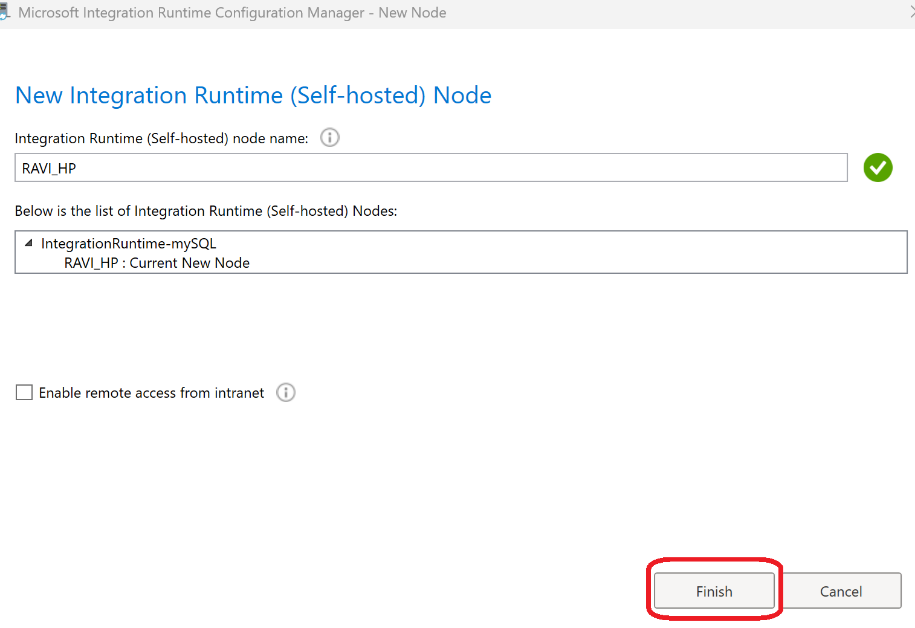 Microsoft Integration Runtime Configuration Manager - New Node
New Integration Runtime (Self-hosted) Node
Integration Runtime (Self-hosted) node name:
RAVI_HP
Below is the list of Integration Runtime (Self-hosted) Nodes:
IntegrationRuntime-mySQL
RAVI_HP : Current New Node
Enable remote access from intranet
Finish
Cancel